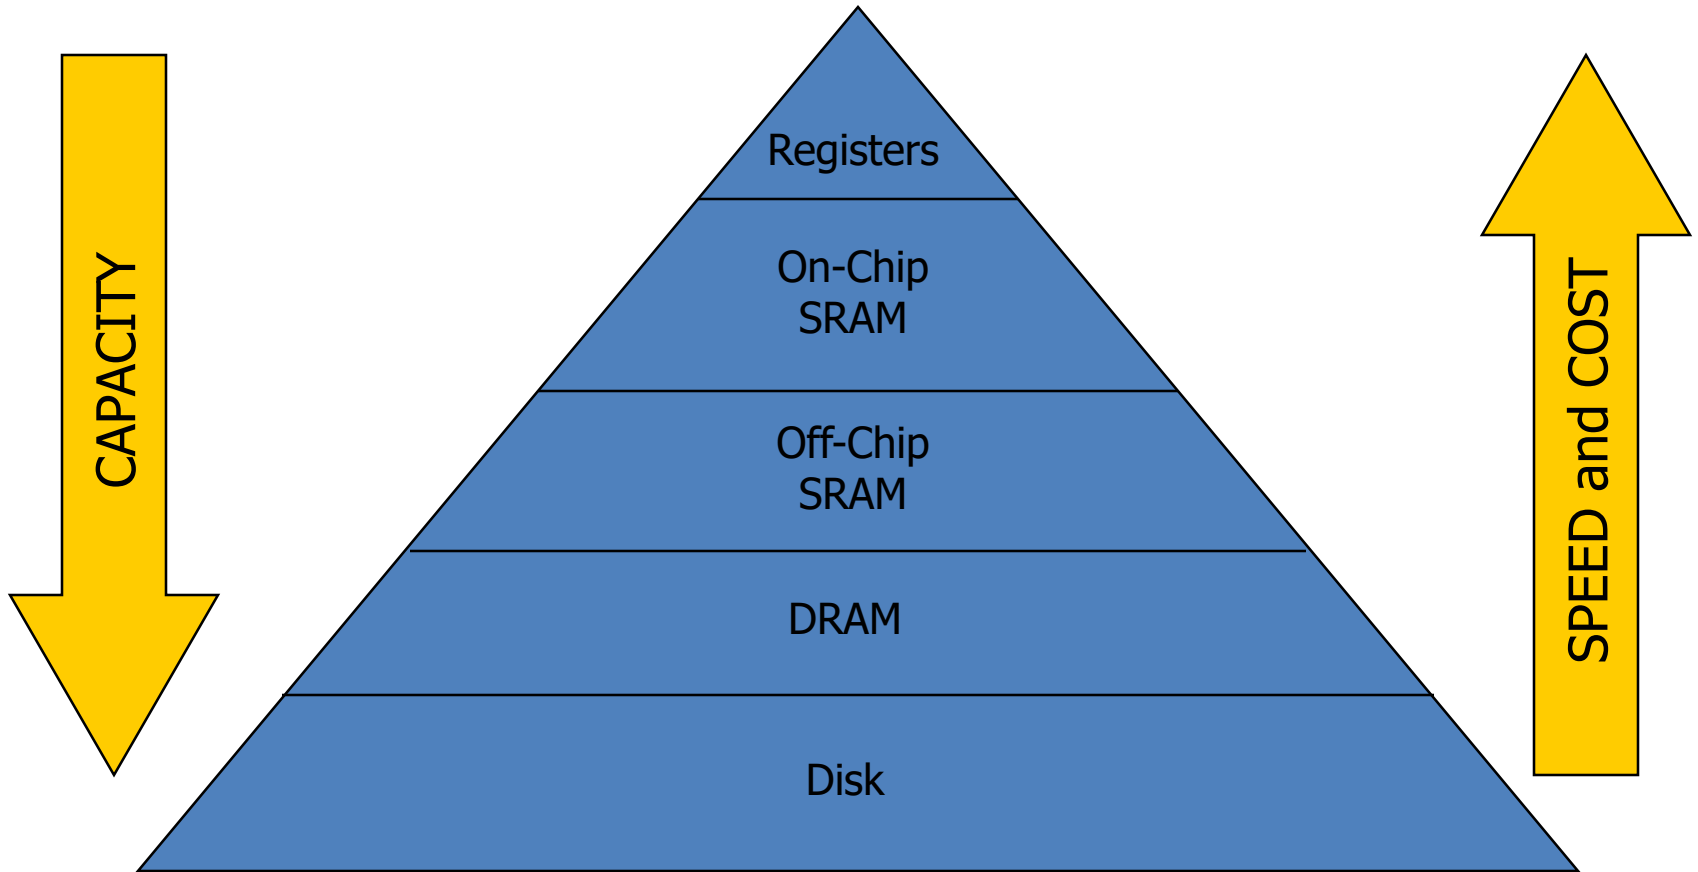 Registers
CAPACITY
On-Chip
SRAM
SPEED and COST
Off-Chip
SRAM
DRAM
Disk